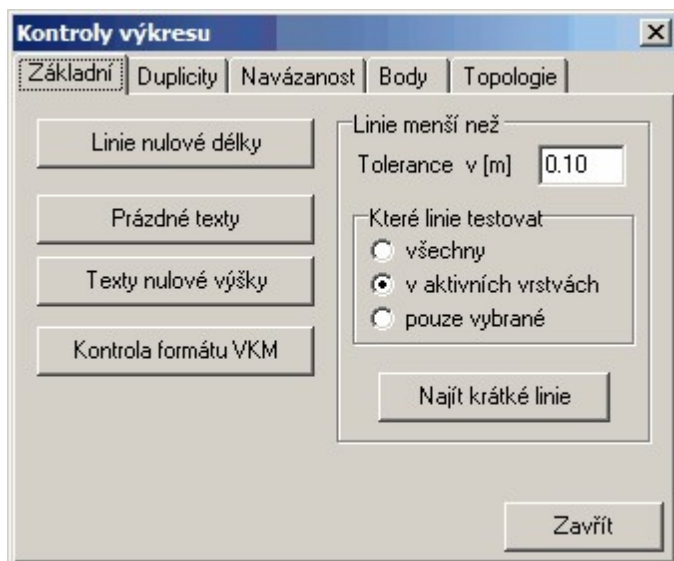 Kontroly výkresu
Základní Duplicity Navázanost Body Topologie
Linie nulové délky
Prázdné texty
Texty nulové výšky
Kontrola formátu VKM
Linie menší než
Tolerance v [m] 0.10
Které linie testovat
všechny
v aktivních vrstvách
pouze vybrané
Najít krátké linie
Zavřít